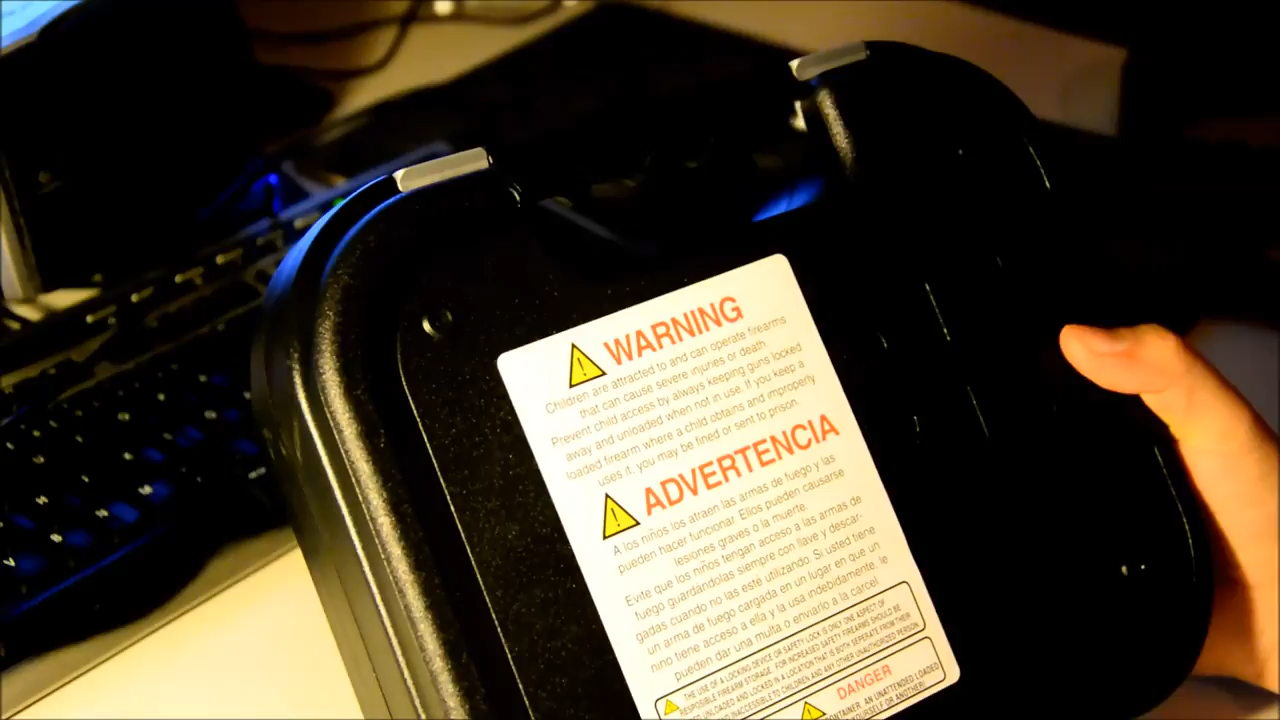 WARNING
Children are attracted to and can operate firearms
that can cause severe injuries or death.
Prevent child access by always keeping guns locked
away and unloaded when not in use. If you keep a
loaded firearm where a child obtains and improperly
uses it, you may be fined or sent to prison.
ADVERTENCIA
A los niños los atraen las armas de fuego y las
pueden hacer funcionar. Ellos pueden causarse
lesiones graves o la muerte.
Evite que los niños tengan acceso a las armas de
fuego guardándolas siempre con llave y descar-
gadas cuando no las esté utilizando. Si usted tiene
un arma de fuego cargada en un lugar en que un
nino tiene acceso a ella y la usa indebidamente, le
pueden dar una multa o enviarlo a la carcel.
THE USE OF A LOCKING DEVICE OR SAFETY LOCK IS ONLY ONE ASPECT OF
RESPOSIBLE FIREARM STORAGE. FOR INCREASED SAFETY FIREARMS SHOULD BE
UNLOADED AND LOCKED IN A LOCATION THAT IS BOTH SEPERATE FROM THEIR
INACCESSIBLE TO CHILDREN AND ANY OTHER UNAUTHORIZED PERSON
DANGER
CONTAINER, AN UNATTENDED LOADED
YOURSELF OR ANOTHER!